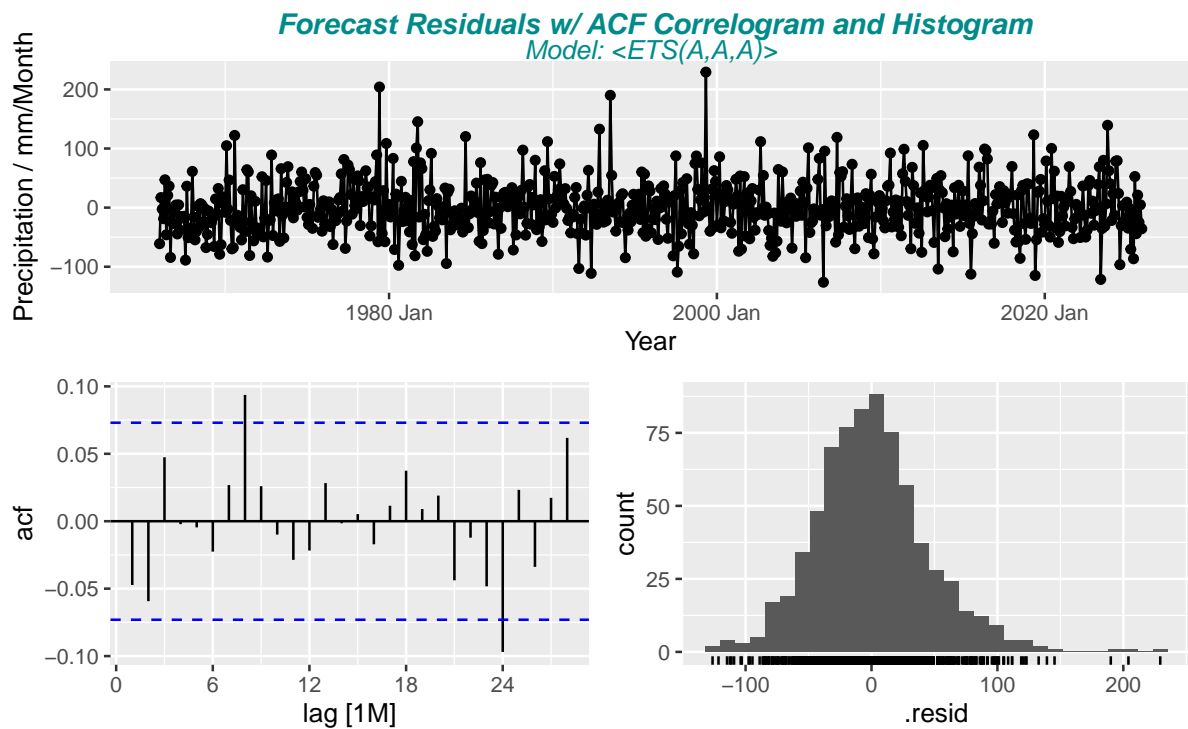 Forecast Residuals w/ ACF Correlogram and Histogram
Model: <ETS(A,A,A)>
Precipitation / mm/Month
200
100
0
−100
1980 Jan
2000 Jan
2020 Jan
Year
acf
0.10
0.05
0.00
−0.05
−0.10
0
6
12
18
24
lag [1M]
count
75
50
25
0
−100
0
100
200
.resid